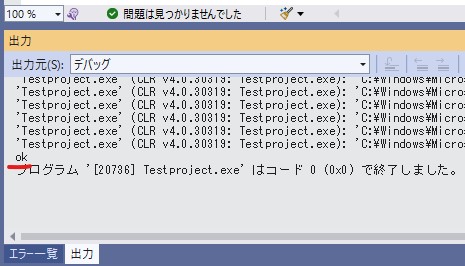 100 %
問題は見つかりませんでした
出力
出力元(S): デバッグ
'Testproject.exe' (CLR v4.0.30319: Testproject.exe): 'C:¥Windows¥Micros
'Testproject.exe' (CLR v4.0.30319: Testproject.exe): 'C:¥Windows¥Micros
'Testproject.exe' (CLR v4.0.30319: Testproject.exe): 'C:¥Windows¥Micros
'Testproject.exe' (CLR v4.0.30319: Testproject.exe): 'C:¥Windows¥Micros
'Testproject.exe' (CLR v4.0.30319: Testproject.exe): 'C:¥Windows¥Micros
ok
プログラム '[20736] Testproject.exe' はコード 0 (0x0) で終了しました。
エラー一覧 出力